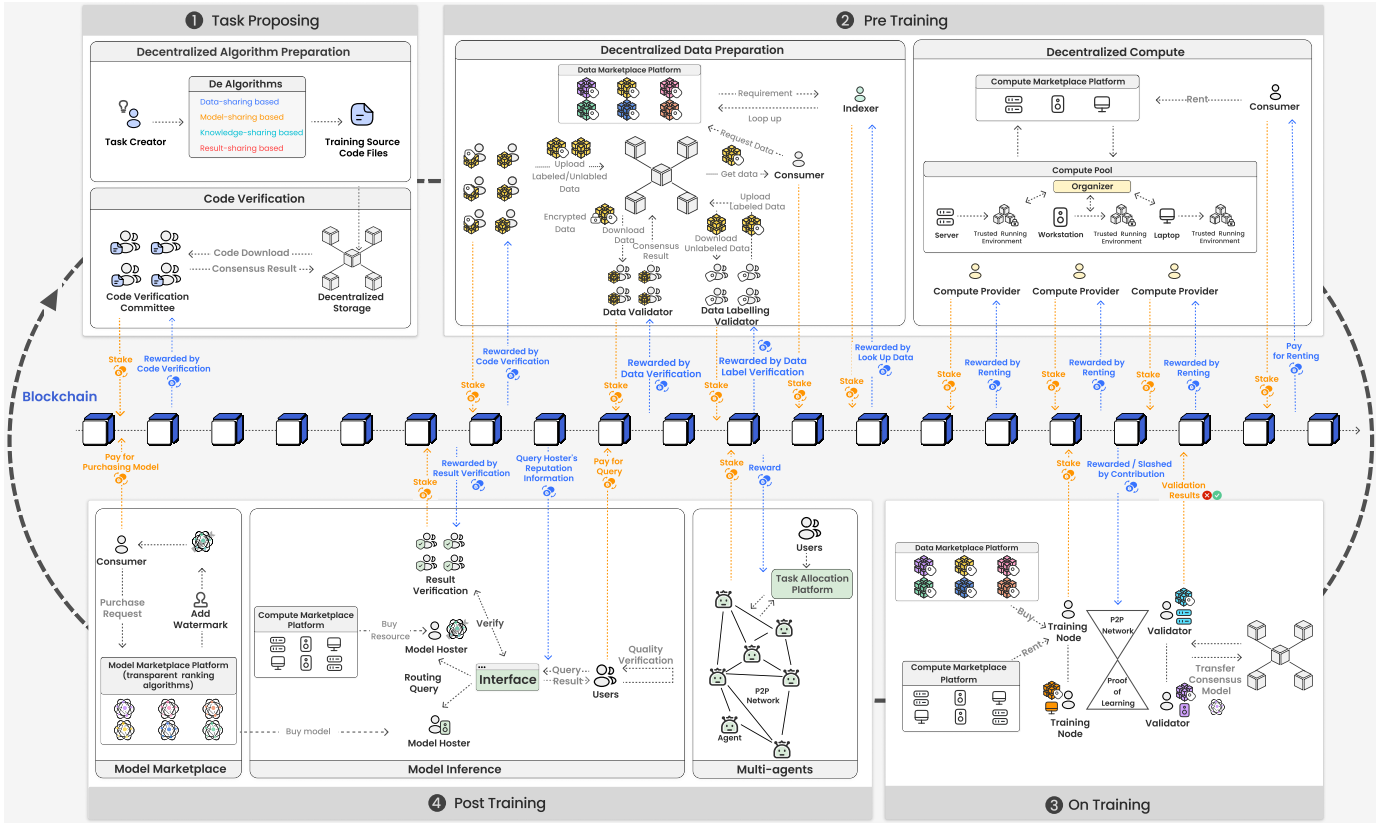 1 Task Proposing
Decentralized Algorithm Preparation
De Algorithms
Data-sharing based
Model-sharing based
Knowledge-sharing based
Result-sharing based
Task Creator
Training Source
Code Files
Code Verification
Code Download
Consensus Result
Code Verification
Committee
Decentralized
Storage
2 Pre Training
Decentralized Data Preparation
Data Marketplace Platform
Requirement
Loop up
Indexer
Request Data
Upload
Labeled/Unlabled
Data
Get data
Consumer
Encrypted
Data
Download
Data
Consensus
Result
Upload
Labeled Data
Download
Unlabeled Data
Data Validator
Data Labelling
Validator
Decentralized Compute
Compute Marketplace Platform
Rent
Consumer
Compute Pool
Organizer
Server
Trusted Running
Environment
Workstation
Trusted Running
Environment
Laptop
Trusted Running
Environment
Compute Provider
Compute Provider
Compute Provider
Stake
Rewarded by
Code Verification
Stake
Rewarded by
Code Verification
Stake
Rewarded by
Data Verification
Stake
Rewarded by Data
Label Verification
Stake
Stake
Rewarded by
Look Up Data
Stake
Rewarded by
Renting
Stake
Rewarded by
Renting
Stake
Rewarded by
Renting
Stake
Pay
for Renting
Blockchain
Pay for
Purchasing Model
Stake
Rewarded by
Result Verification
Query Hoster's
Reputation
Information
Pay for
Query
Stake
Reward
Stake
Rewarded / Slashed
by Contribution
Validation
Results
Consumer
Purchase
Request
Add
Watermark
Model Marketplace Platform
(transparent ranking
algorithms)
Model Marketplace
Result
Verification
Compute Marketplace
Platform
Buy
Resource
Model Hoster
Verify
Routing
Query
Interface
Query
Result
Users
Quality
Verification
Buy model
Model Hoster
Model Inference
Users
Task Allocation
Platform
P2P
Network
Agent
Multi-agents
4 Post Training
Data Marketplace Platform
Buy
Training
Node
P2P
Network
Validator
Rent
Compute Marketplace
Platform
Proof
of
Learning
Transfer
Consensus
Model
Training
Node
Validator
3 On Training